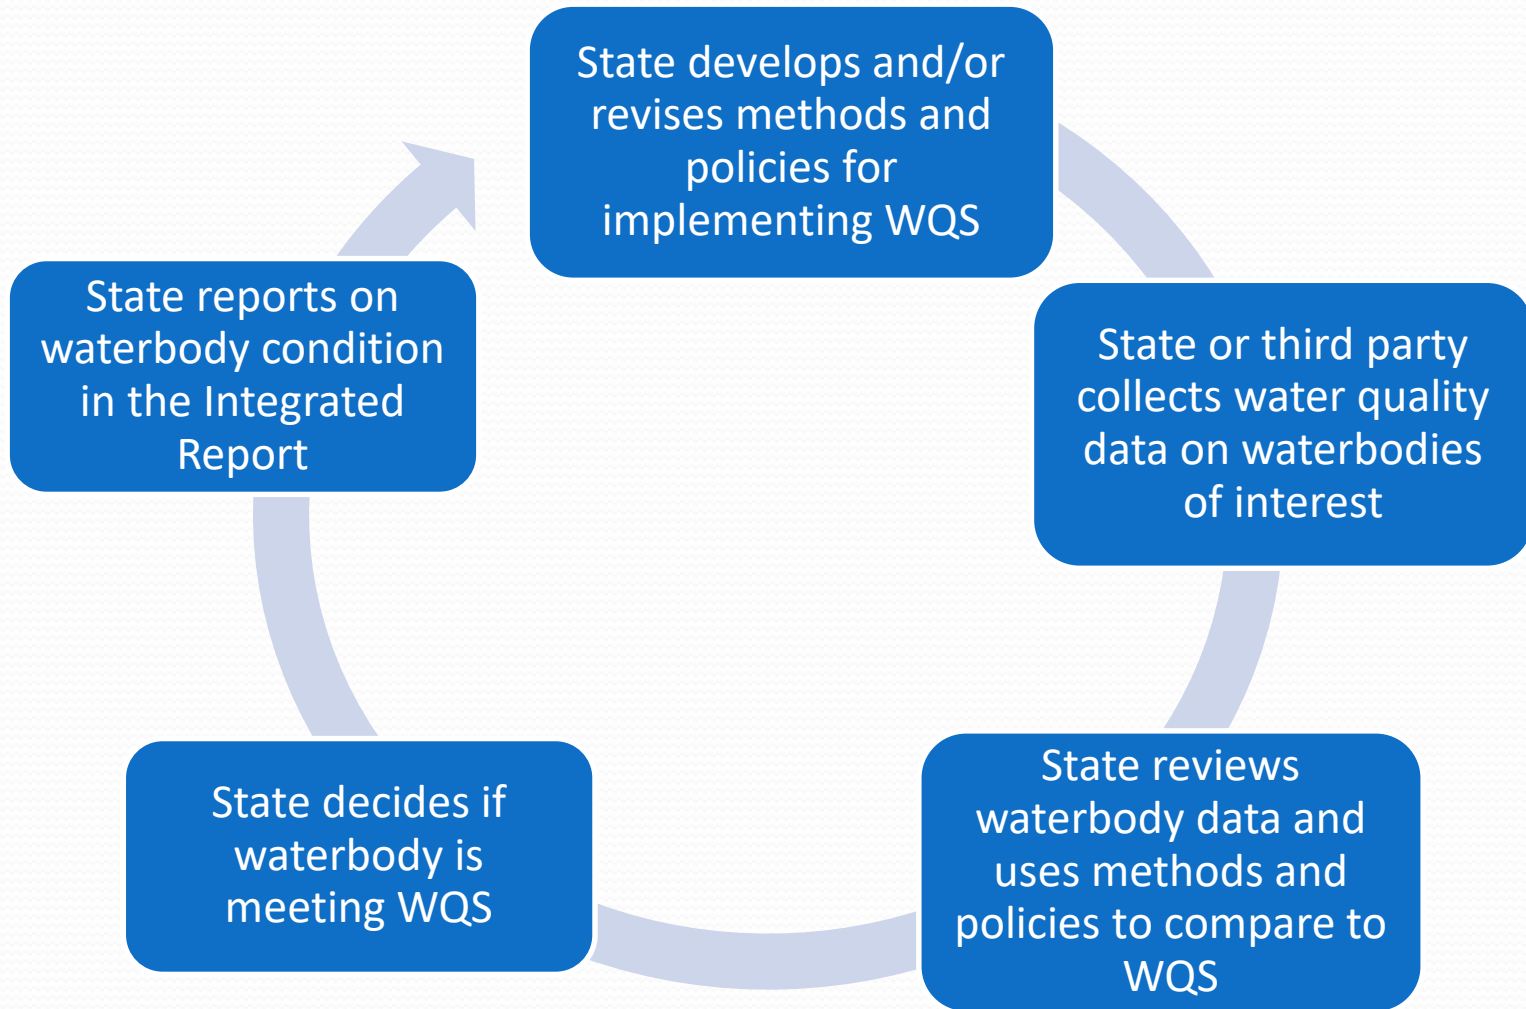 State develops and/or
revises methods and
policies for
implementing WQS
State or third party
collects water quality
data on waterbodies
of interest
State reviews
waterbody data and
uses methods and
policies to compare to
WQS
State decides if
waterbody is
meeting WQS
State reports on
waterbody condition
in the Integrated
Report